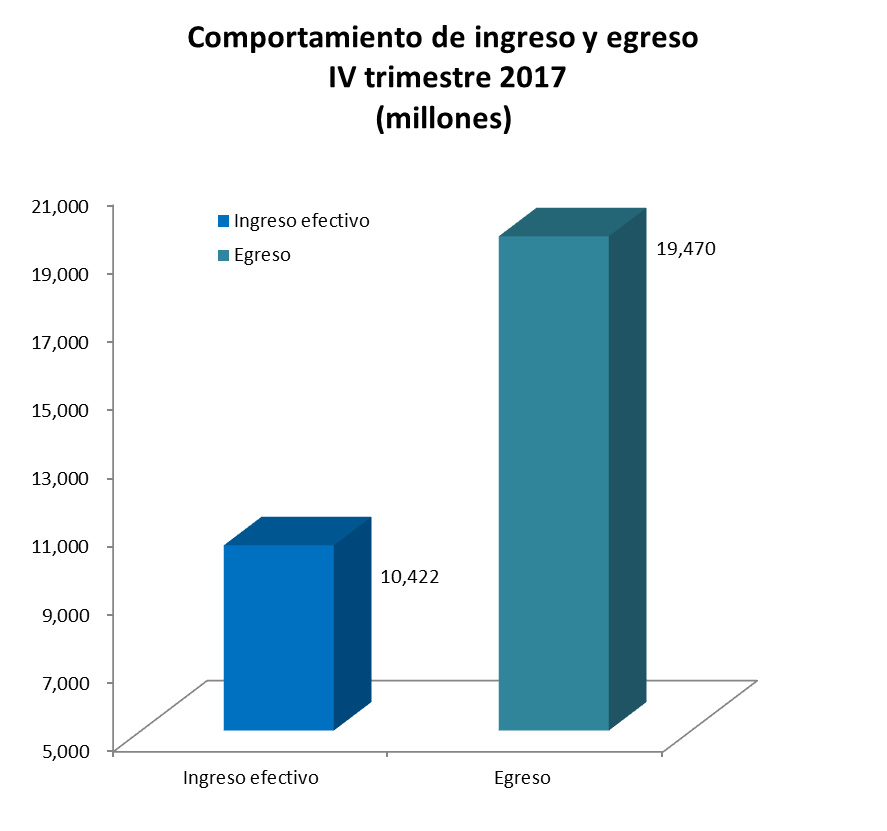 Comportamiento de ingreso y egreso
IV trimestre 2017
(millones)
21,000
19,000
17,000
15,000
13,000
11,000
9,000
7,000
5,000
Ingreso efectivo
Egreso
19,470
10,422
Ingreso efectivo
Egreso